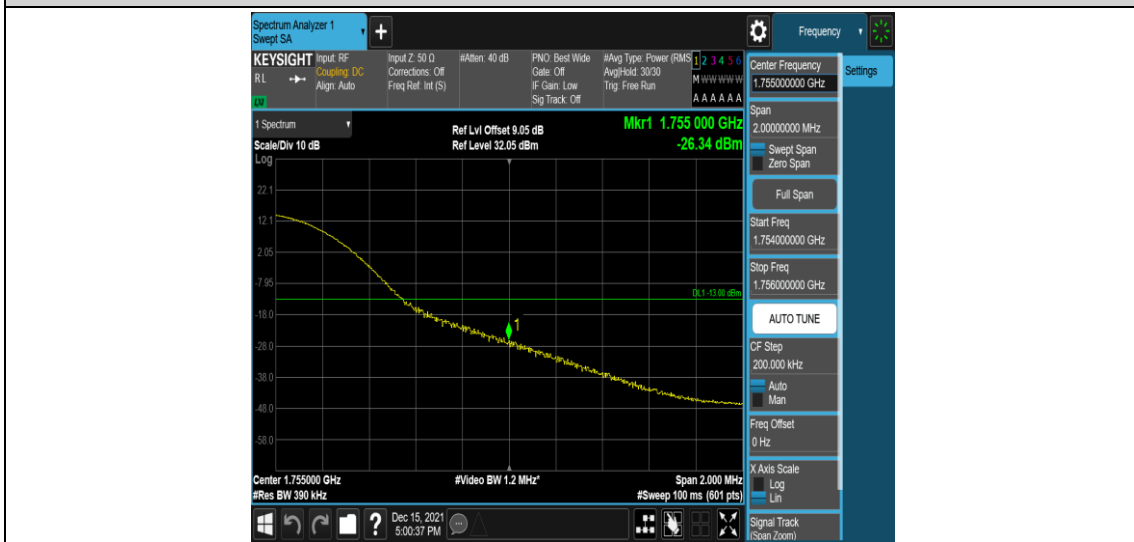 Spectrum Analyzer 1
Swept SA
+
Frequency
KEYSIGHT
RL
LXI
Input: RF
Coupling: DC
Align: Auto
Input Z: 50 Ω
Corrections: Off
Freq Ref: Int (S)
#Atten: 40 dB
PNO: Best Wide
Gate: Off
IF Gain: Low
Sig Track: Off
#Avg Type: Power (RMS
Avg|Hold: 30/30
Trig: Free Run
1 2 3 4 5 6
M W W W W W
A A A A A A
1 Spectrum
Scale/Div 10 dB
Ref Lvl Offset 9.05 dB
Ref Level 32.05 dBm
Mkr1 1.755 000 GHz
-26.34 dBm
Log
22.1
12.1
2.05
-7.95
-18.0
-28.0
-38.0
-48.0
-58.0
DL1 -13.00 dBm
1
Center 1.755000 GHz
#Res BW 390 kHz
#Video BW 1.2 MHz*
Span 2.000 MHz
#Sweep 100 ms (601 pts)
Center Frequency
1.755000000 GHz
Settings
Span
2.00000000 MHz
Swept Span
Zero Span
Full Span
Start Freq
1.754000000 GHz
Stop Freq
1.756000000 GHz
AUTO TUNE
CF Step
200.000 kHz
Auto
Man
Freq Offset
0 Hz
X Axis Scale
Log
Lin
Signal Track
(Span Zoom)
?
Dec 15, 2021
5:00:37 PM